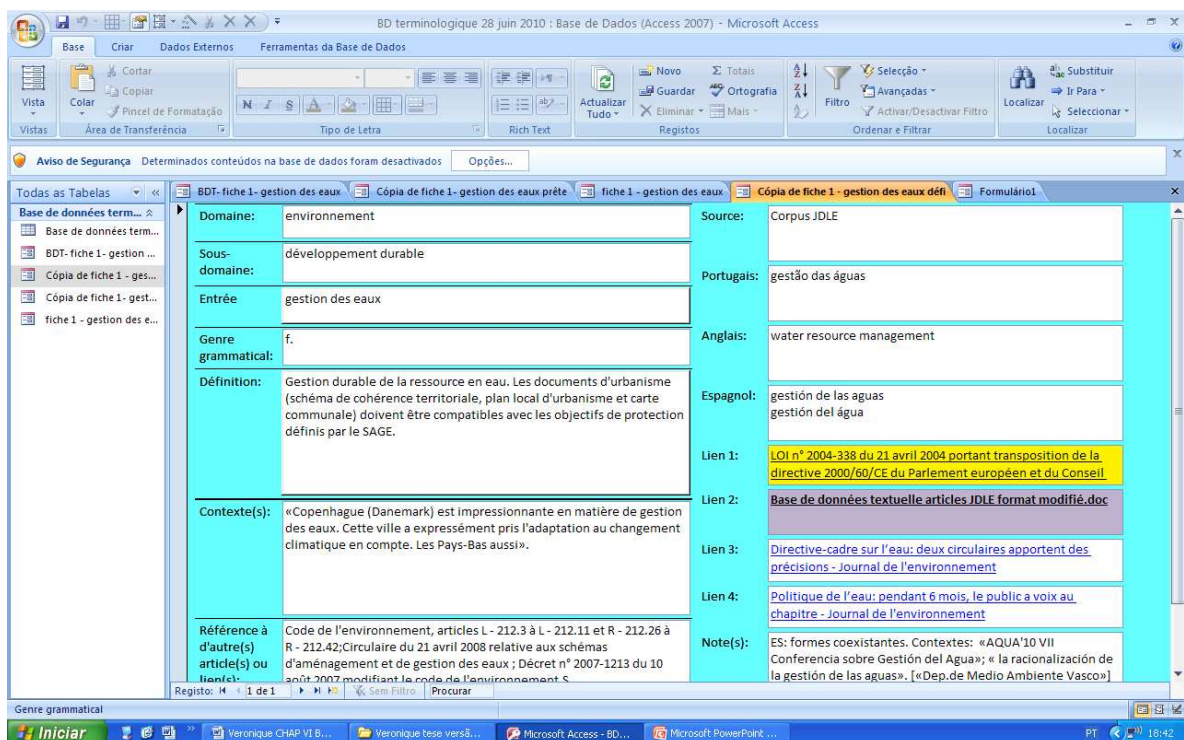 BD terminologique 28 juin 2010 : Base de Dados (Access 2007) - Microsoft Access
Base Criar Dados Externos Ferramentas da Base de Dados
Vista
Vistas
Colar
Cortar
Copiar
Pincel de Formatação
Área de Transferência
N I S A
Tipo de Letra
ab
Rich Text
Actualizar
Tudo
Novo
Guardar
Eliminar
Totais
Ortografia
Mais
Registos
Filtro
Selecção
Avançadas
Activar/Desactivar Filtro
Ordenar e Filtrar
Localizar
Substituir
Ir Para
Seleccionar
Localizar
Aviso de Segurança Determinados conteúdos na base de dados foram desactivados Opções...
Todas as Tabelas
Base de données term...
Base de données term...
BDT- fiche 1- gestion ...
Cópia de fiche 1 - ges...
Cópia de fiche 1- gest...
fiche 1 - gestion des e...
BDT- fiche 1- gestion des eaux Cópia de fiche 1- gestion des eaux prête fiche 1 - gestion des eaux Cópia de fiche 1 - gestion des eaux défi Formulário1
Domaine: environnement
Sous-
domaine:
développement durable
Entrée gestion des eaux
Genre
grammatical:
f.
Définition: Gestion durable de la ressource en eau. Les documents d'urbanisme
(schéma de cohérence territoriale, plan local d'urbanisme et carte
communale) doivent être compatibles avec les objectifs de protection
définis par le SAGE.
Contexte(s): «Copenhague (Danemark) est impressionnante en matière de gestion
des eaux. Cette ville a expressément pris l'adaptation au changement
climatique en compte. Les Pays-Bas aussi».
Référence à
d'autre(s)
article(s) ou
lien(s):
Code de l'environnement, articles L - 212.3 à L - 212.11 et R - 212.26 à
R - 212.42;Circulaire du 21 avril 2008 relative aux schémas
d'aménagement et de gestion des eaux ; Décret n° 2007-1213 du 10
août 2007 modifiant le code de l'environnement S
Source: Corpus JDLE
Portugais: gestão das águas
Anglais: water resource management
Espagnol: gestión de las aguas
gestión del água
Lien 1: LOI n° 2004-338 du 21 avril 2004 portant transposition de la
directive 2000/60/CE du Parlement européen et du Conseil
Lien 2: Base de données textuelle articles JDLE format modifié.doc
Lien 3: Directive-cadre sur l'eau: deux circulaires apportent des
précisions - Journal de l'environnement
Lien 4: Politique de l'eau: pendant 6 mois, le public a voix au
chapitre - Journal de l'environnement
Note(s): ES: formes coexistantes. Contextes: «AQUA'10 VII
Conferencia sobre Gestión del Agua»; « la racionalización de
la gestión de las aguas». [«Dep.de Medio Ambiente Vasco»]
Registo: 1 de 1 Sem Filtro Procurar
Genre grammatical
Iniciar Veronique CHAP VI B... Veronique tese versã... Microsoft Access - BD... Microsoft PowerPoint ... PT 18:42